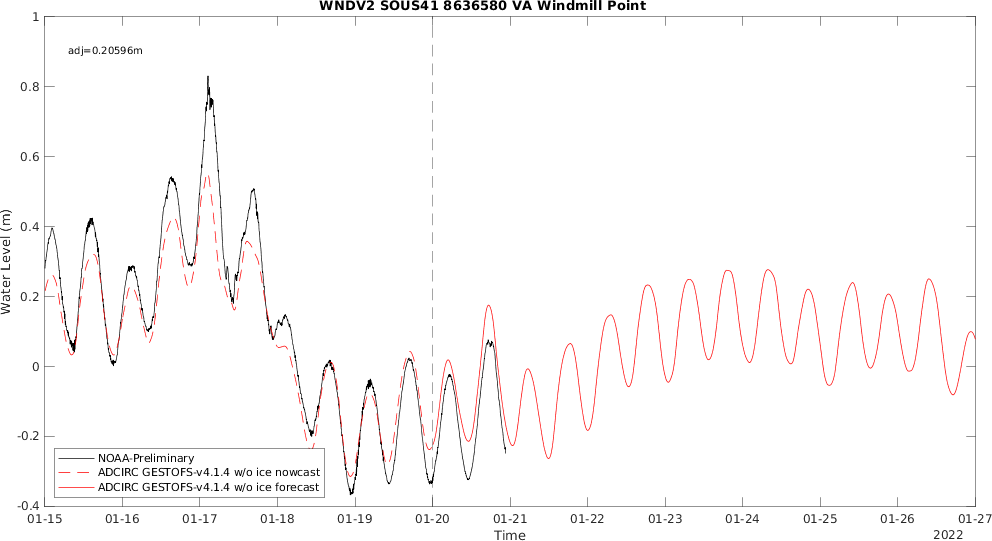 WNDV2 SOUS41 8636580 VA Windmill Point
adj=0.20596m
Water Level (m)
1
0.8
0.6
0.4
0.2
0
-0.2
-0.4
NOAA-Preliminary
ADCIRC GESTOFS-v4.1.4 w/o ice nowcast
ADCIRC GESTOFS-v4.1.4 w/o ice forecast
01-15 01-16 01-17 01-18 01-19 01-20 01-21 01-22 01-23 01-24 01-25 01-26 01-27
Time
2022